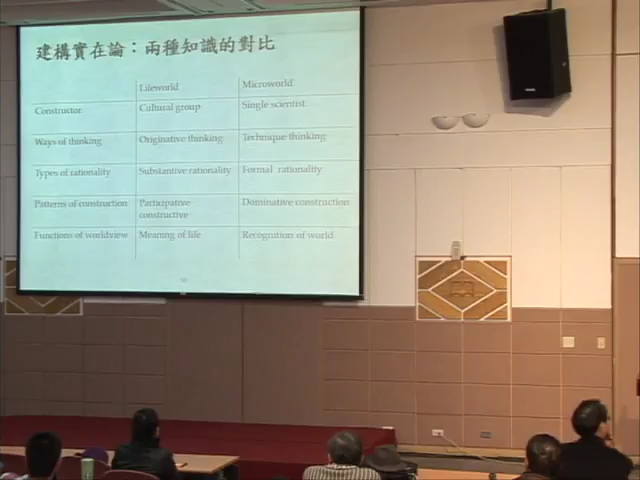 建構實在論：兩種知識的對比
Lifeworld Microworld
Constructor Cultural group Single scientist
Ways of thinking Originative thinking Technique thinking
Types of rationality Substantive rationality Formal rationality
Patterns of construction Participative constructive Dominative construction
Functions of worldview Meaning of life Recognition of world